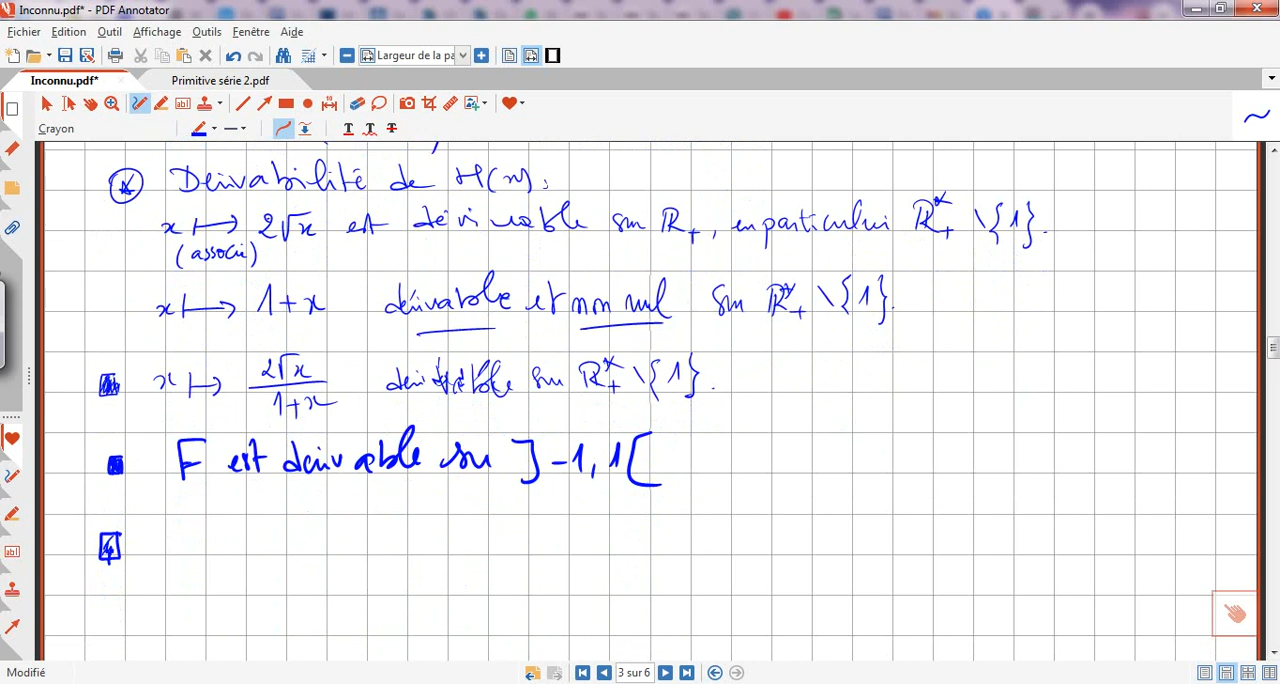 Inconnu.pdf* - PDF Annotator
Fichier Edition Outil Affichage Outils Fenêtre Aide
Largeur de la pa
Inconnu.pdf* Primitive série 2.pdf
Crayon
Dérivabilité de H(x).
x ⟼ 2√x est dérivable sur ℝ₊, en particulier ℝ₊* \ {1}.
(associé)
x ⟼ 1+x dérivable et non nul sur ℝ₊* \ {1}.
x ⟼ 2√x / 1+x dérivable sur ℝ₊* \ {1}.
F est dérivable su ]-1, 1[
Modifié 3 sur 6